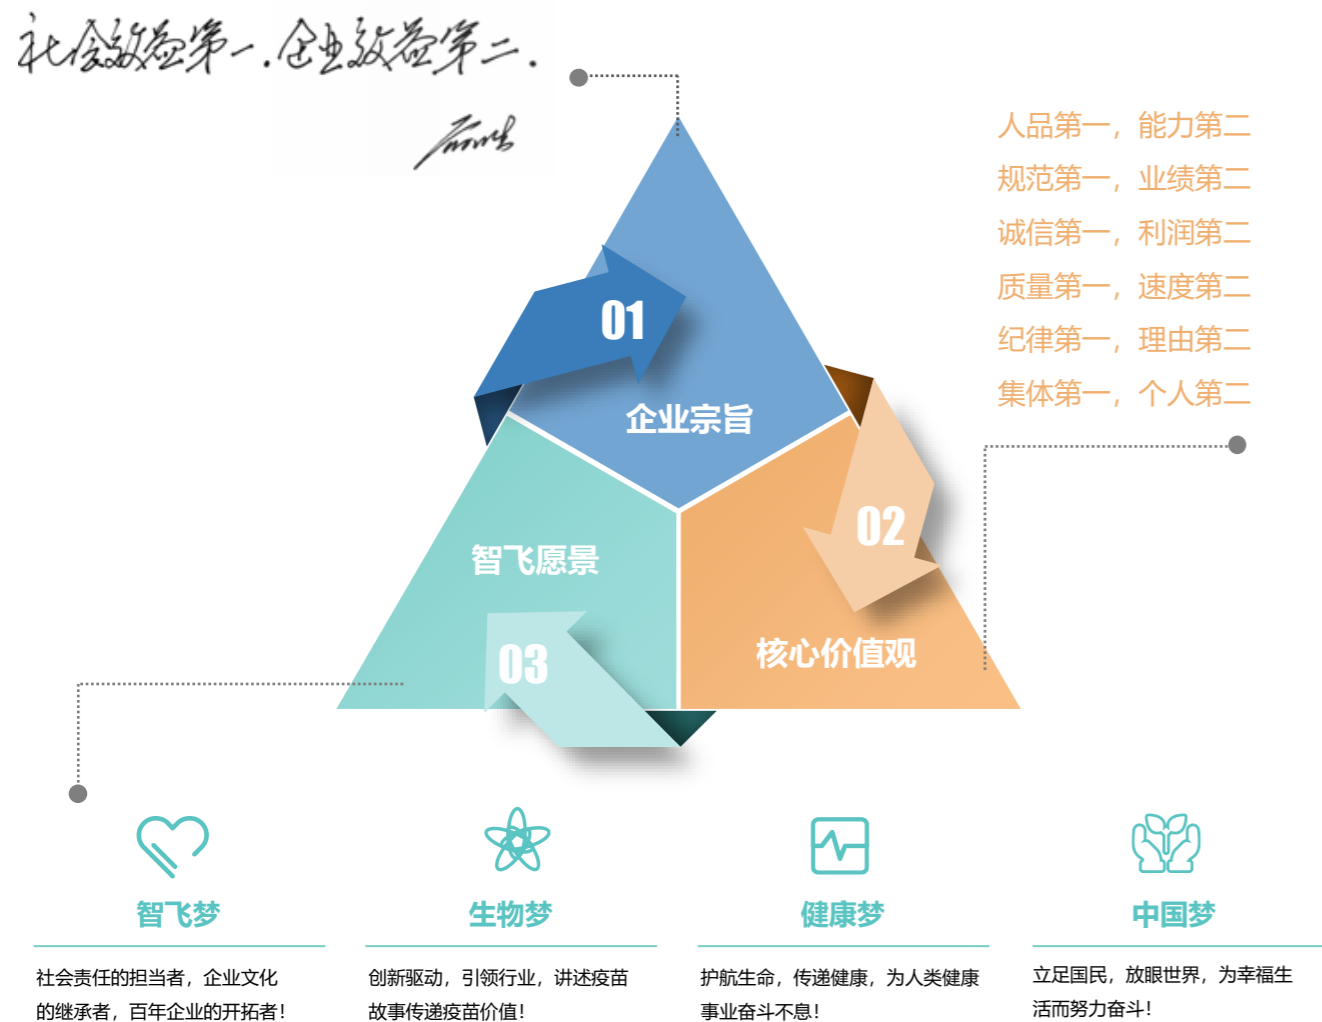 社会效益第一.企业效益第二.
人品第一，能力第二
规范第一，业绩第二
诚信第一，利润第二
质量第一，速度第二
纪律第一，理由第二
集体第一，个人第二
01
企业宗旨
02
核心价值观
智飞愿景
03
智飞梦
社会责任的担当者，企业文化
的继承者，百年企业的开拓者！
生物梦
创新驱动，引领行业，讲述疫苗
故事传递疫苗价值！
健康梦
护航生命，传递健康，为人类健康
事业奋斗不息！
中国梦
立足国民，放眼世界，为幸福生
活而努力奋斗！